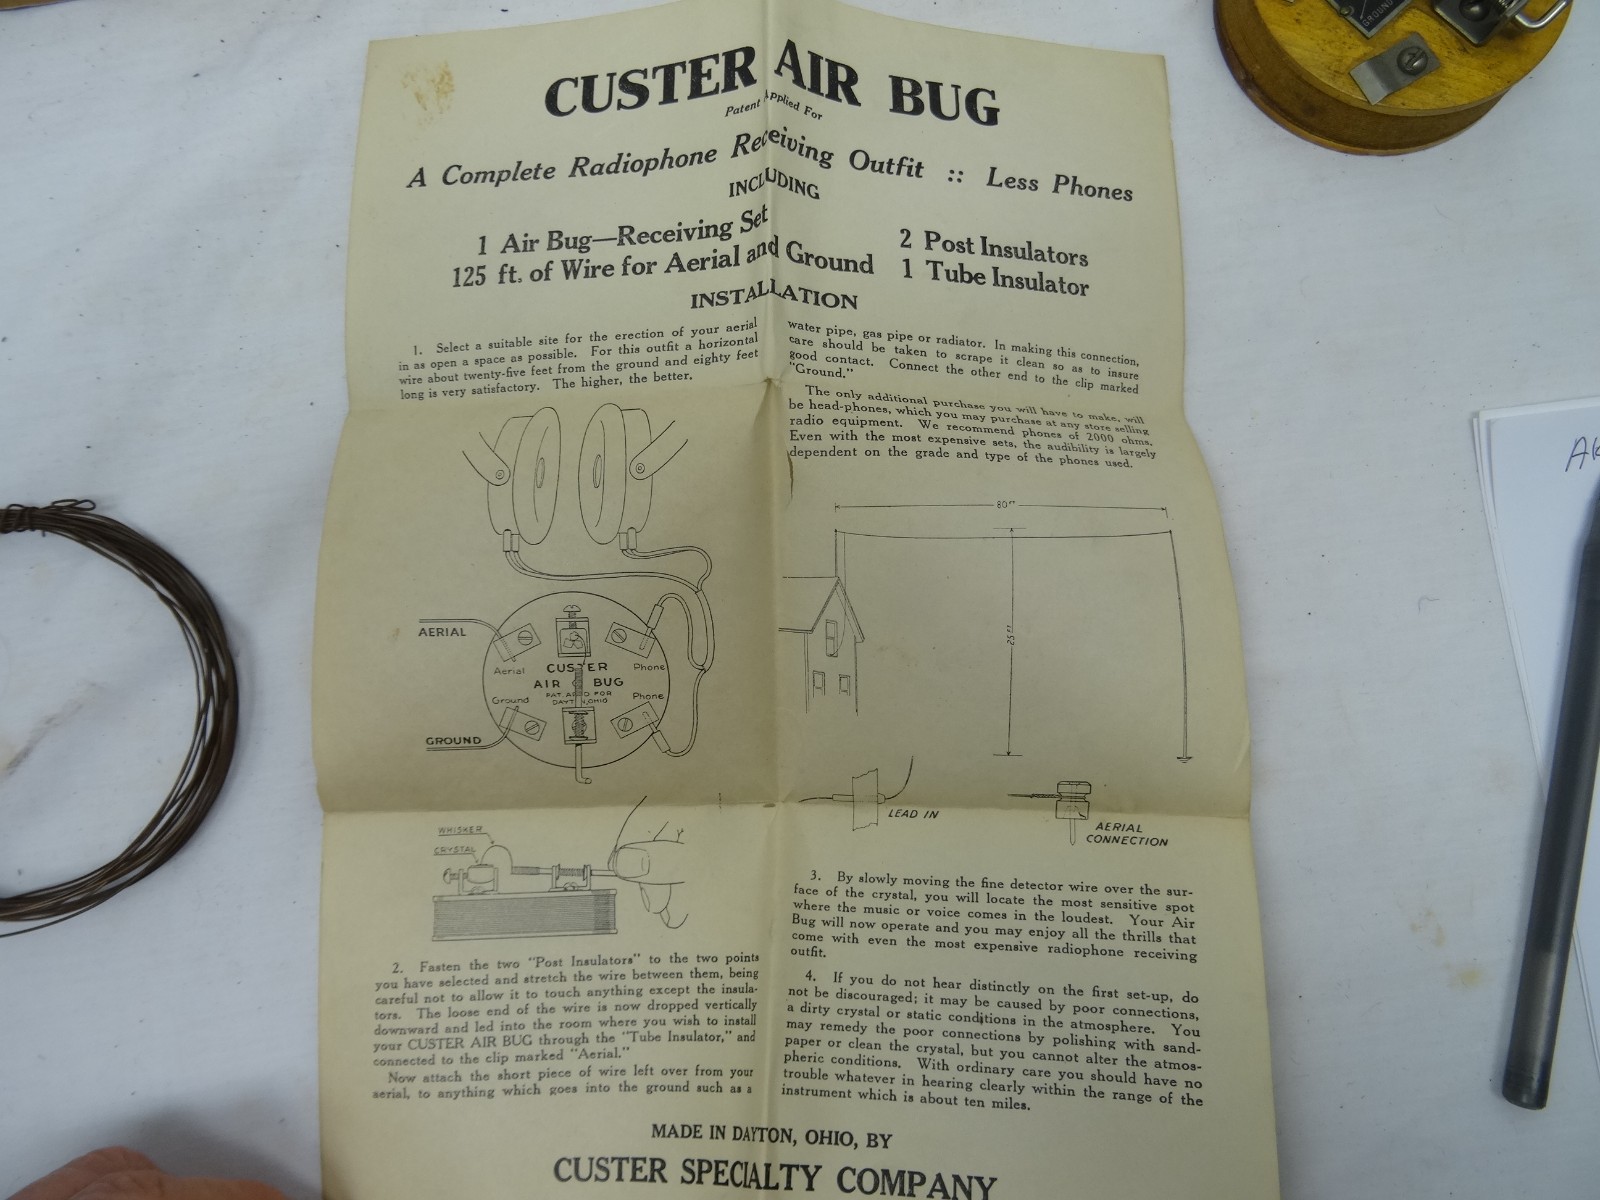 CUSTER AIR BUG
Patent Applied For
A Complete Radiophone Receiving Outfit :: Less Phones
INCLUDING
1 Air Bug—Receiving Set
125 ft. of Wire for Aerial and Ground
2 Post Insulators
1 Tube Insulator
INSTALLATION
1. Select a suitable site for the erection of your aerial
in as open a space as possible. For this outfit a horizontal
wire about twenty-five feet from the ground and eighty feet
long is very satisfactory. The higher, the better.
AERIAL
Aerial
Phone
CUSTER
AIR BUG
PAT. APD FOR
DAYTN, OHIO
Ground
Phone
GROUND
WHISKER
CRYSTAL
2. Fasten the two "Post Insulators" to the two points
you have selected and stretch the wire between them, being
careful not to allow it to touch anything except the insula-
tors. The loose end of the wire is now dropped vertically
downward and led into the room where you wish to install
your CUSTER AIR BUG through the "Tube Insulator," and
connected to the clip marked "Aerial."
Now attach the short piece of wire left over from your
aerial, to anything which goes into the ground such as a
water pipe, gas pipe or radiator. In making this connection,
care should be taken to scrape it clean so as to insure
good contact. Connect the other end to the clip marked
"Ground."
The only additional purchase you will have to make, will
be head-phones, which you may purchase at any store selling
radio equipment. We recommend phones of 2000 ohms.
Even with the most expensive sets, the audibility is largely
dependent on the grade and type of the phones used.
80 FT
25 FT
LEAD IN
AERIAL
CONNECTION
3. By slowly moving the fine detector wire over the sur-
face of the crystal, you will locate the most sensitive spot
where the music or voice comes in the loudest. Your Air
Bug will now operate and you may enjoy all the thrills that
come with even the most expensive radiophone receiving
outfit.
4. If you do not hear distinctly on the first set-up, do
not be discouraged; it may be caused by poor connections,
a dirty crystal or static conditions in the atmosphere. You
may remedy the poor connections by polishing with sand-
paper or clean the crystal, but you cannot alter the atmos-
pheric conditions. With ordinary care you should have no
trouble whatever in hearing clearly within the range of the
instrument which is about ten miles.
MADE IN DAYTON, OHIO, BY
CUSTER SPECIALTY COMPANY
GROUND